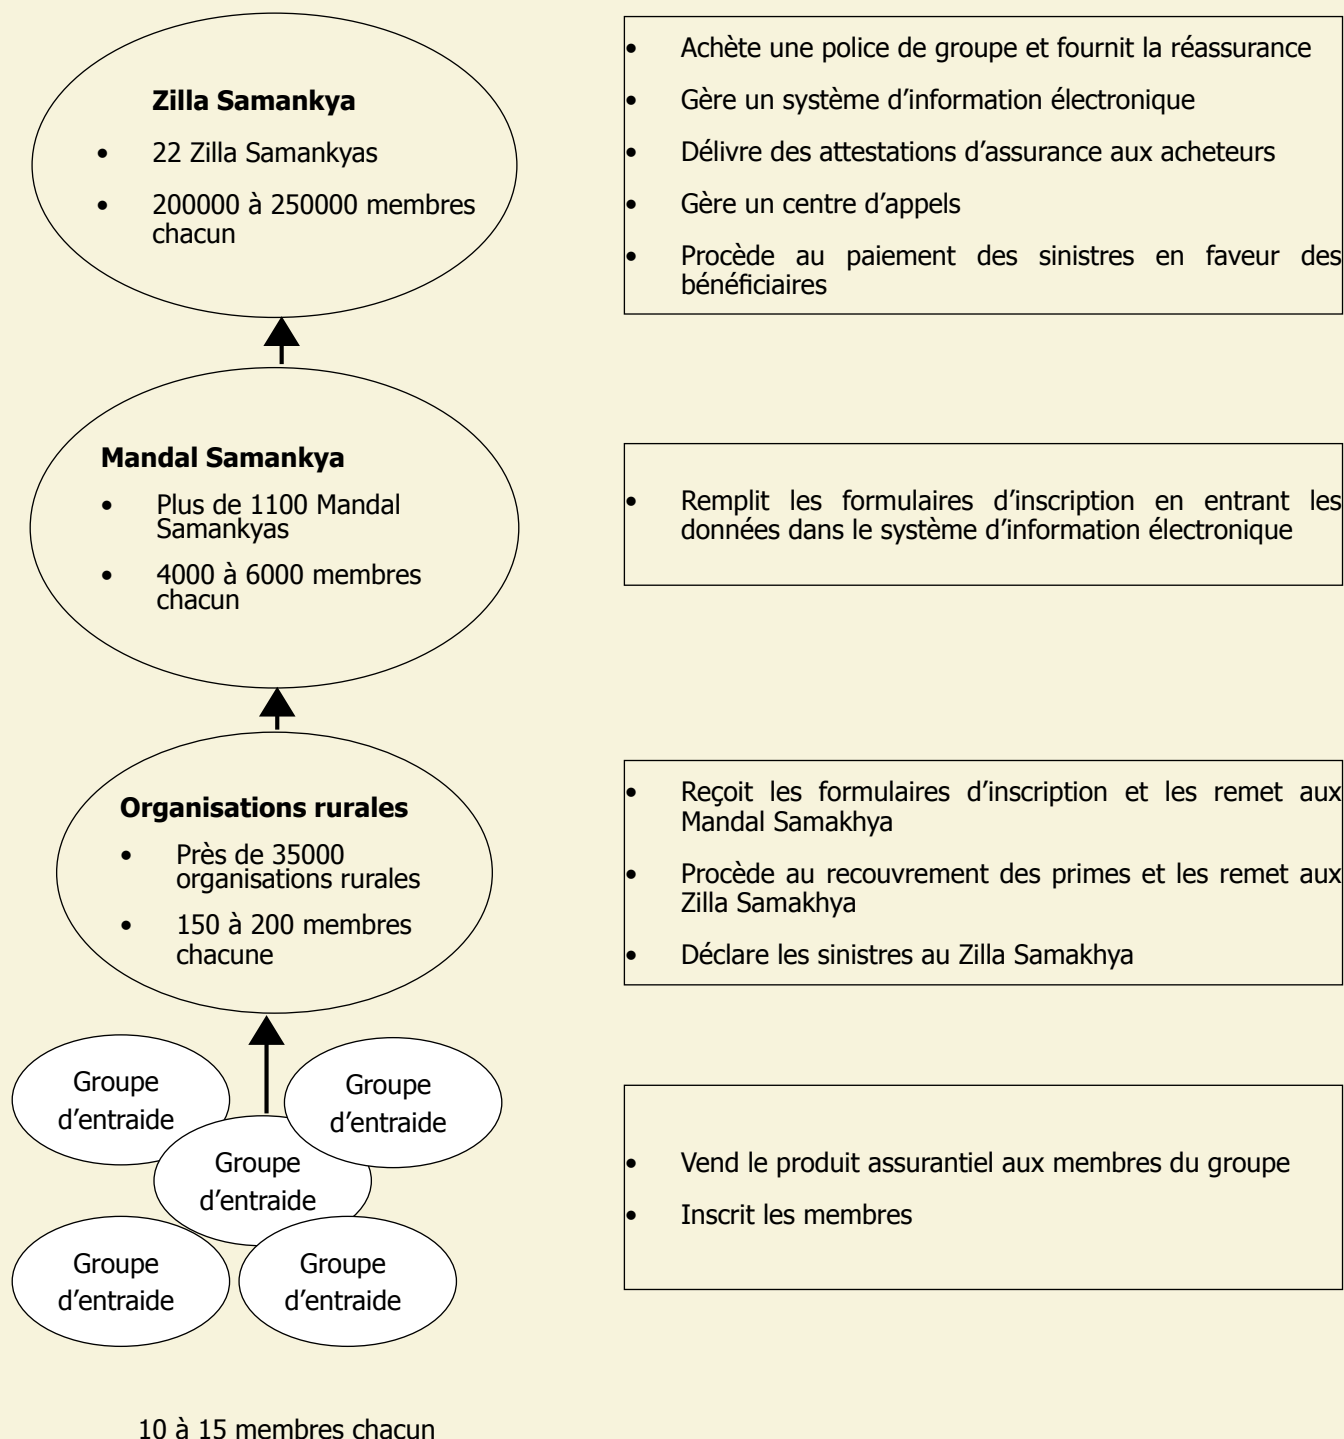 Zilla Samankya
• 22 Zilla Samankyas
• 200000 à 250000 membres
chacun
• Achète une police de groupe et fournit la réassurance
• Gère un système d’information électronique
• Délivre des attestations d’assurance aux acheteurs
• Gère un centre d’appels
• Procède au paiement des sinistres en faveur des
bénéficiaires
Mandal Samankya
• Plus de 1100 Mandal
Samankyas
• 4000 à 6000 membres
chacun
• Remplit les formulaires d’inscription en entrant les
données dans le système d’information électronique
Organisations rurales
• Près de 35000
organisations rurales
• 150 à 200 membres
chacune
• Reçoit les formulaires d’inscription et les remet aux
Mandal Samakhya
• Procède au recouvrement des primes et les remet aux
Zilla Samakhya
• Déclare les sinistres au Zilla Samakhya
Groupe
d’entraide
Groupe
d’entraide
Groupe
d’entraide
Groupe
d’entraide
Groupe
d’entraide
• Vend le produit assurantiel aux membres du groupe
• Inscrit les membres
10 à 15 membres chacun